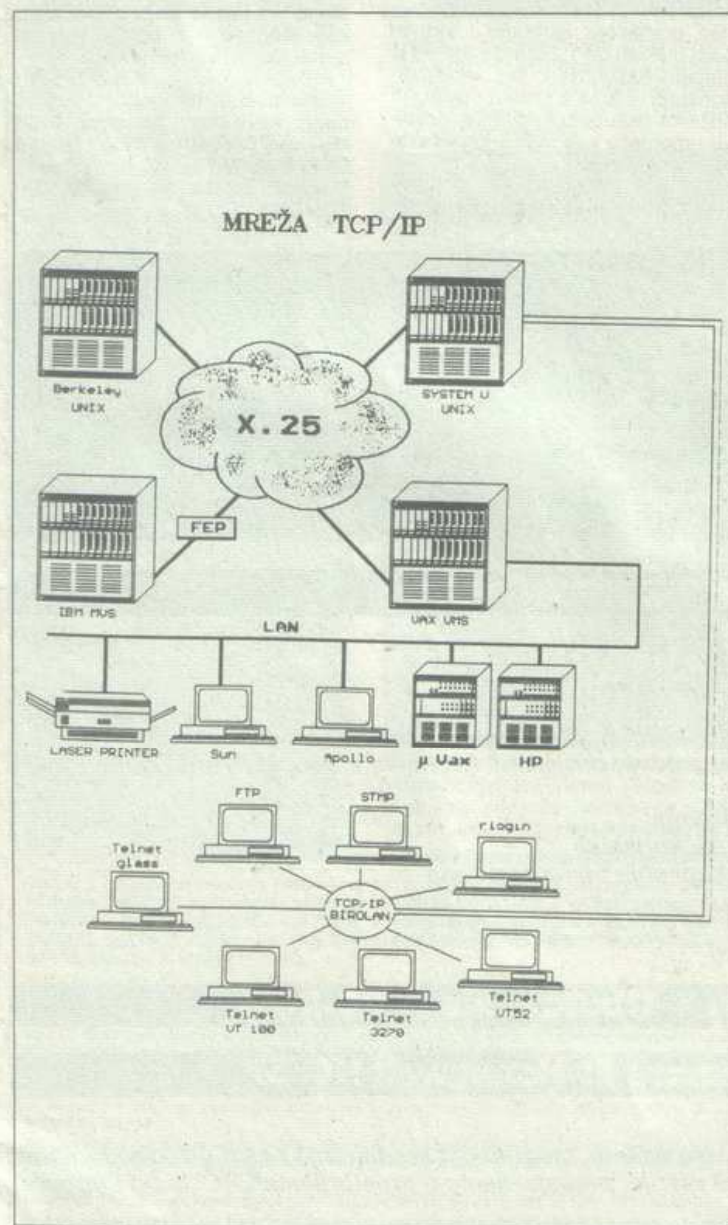 MREŽA TCP/IP
Berkeley
UNIX
SYSTEM V
UNIX
X.25
FEP
IBM MVS
VAX VMS
LAN
LASER PRINTER
Sun
Apollo
µ Vax
HP
FTP
STMP
rlogin
Telnet
glass
TCP/IP
BIROLAN
Telnet
VT 100
Telnet
3270
Telnet
VT52